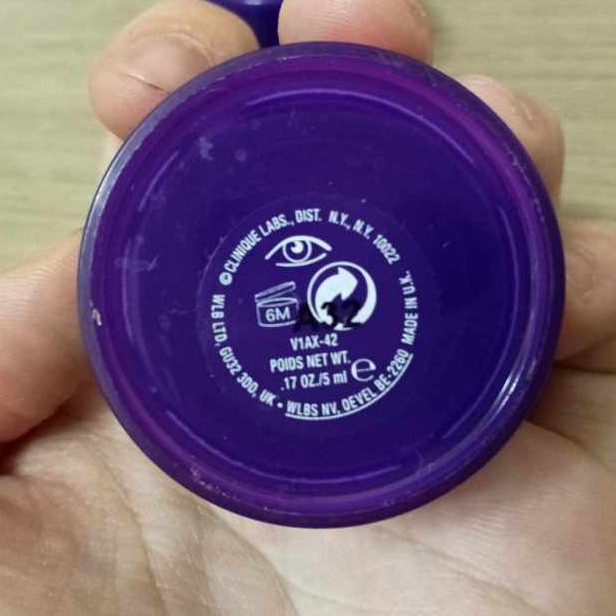 © CLINIQUE LABS., DIST. N.Y., N.Y. 10022
6M
A32
V1AX-42
POIDS NET WT.
.17 OZ./5 ml e
WLB LTD, GU32 3DD, UK • WLBS NV, OEVEL BE-2260 MADE IN U.K.